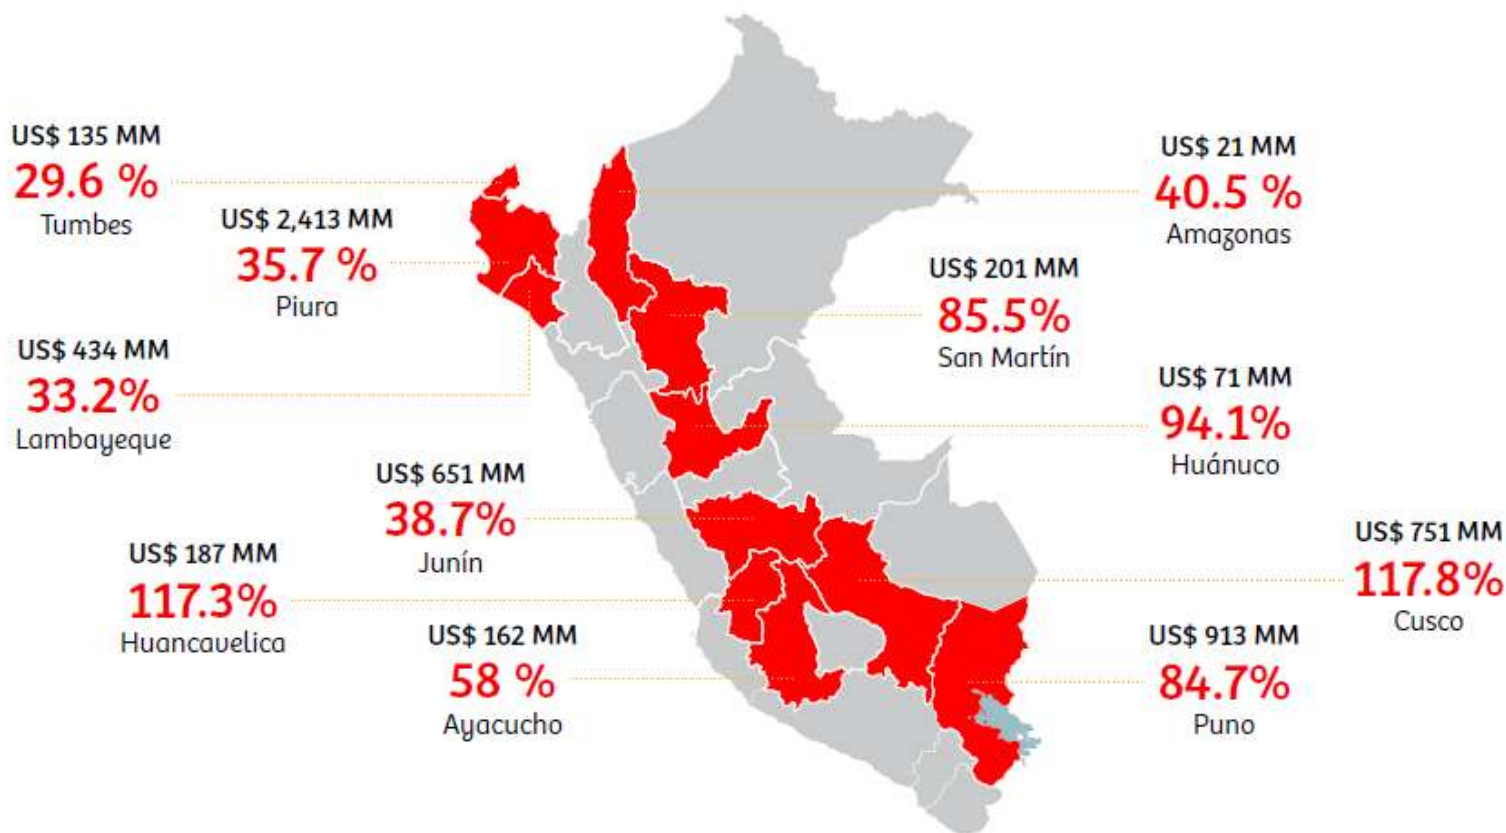 US$ 135 MM
29.6 %
Tumbes
US$ 2,413 MM
35.7 %
Piura
US$ 434 MM
33.2%
Lambayeque
US$ 651 MM
38.7%
Junín
US$ 187 MM
117.3%
Huancavelica
US$ 162 MM
58 %
Ayacucho
US$ 21 MM
40.5 %
Amazonas
US$ 201 MM
85.5%
San Martín
US$ 71 MM
94.1%
Huánuco
US$ 751 MM
117.8%
Cusco
US$ 913 MM
84.7%
Puno